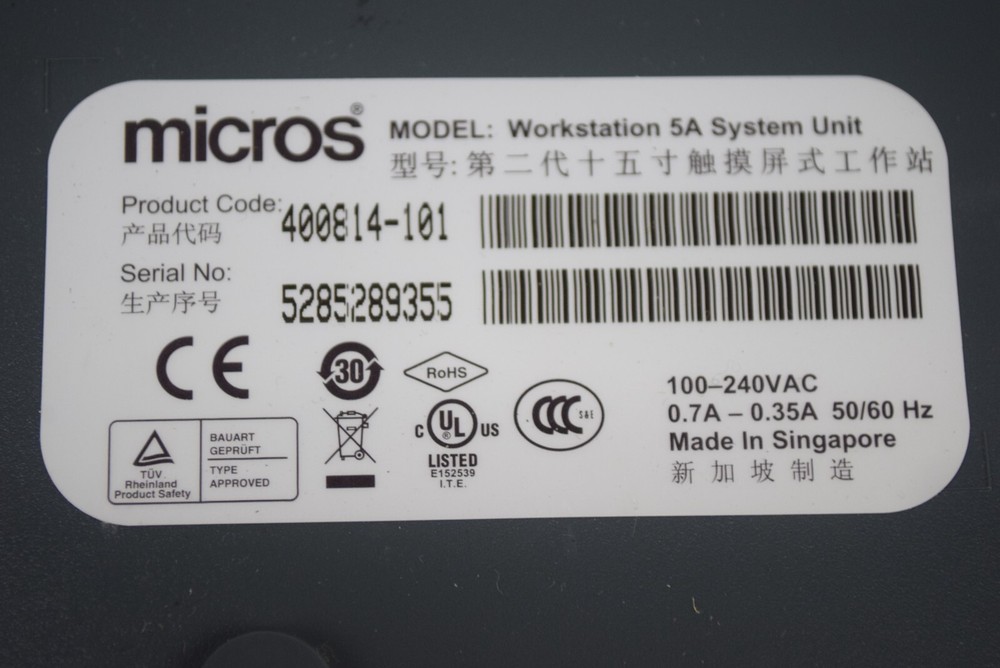 micros®
MODEL: Workstation 5A System Unit
型号: 第二代十五寸触摸屏式工作站
Product Code: 400814-101
产品代码
Serial No: 5285289355
生产序号
CE
30
RoHS
TÜV
Rheinland
Product Safety
BAUART
GEPRÜFT
TYPE
APPROVED
C UL® US
LISTED
E152539
I.T.E.
CCC S&E
100–240VAC
0.7A – 0.35A 50/60 Hz
Made In Singapore
新加坡制造